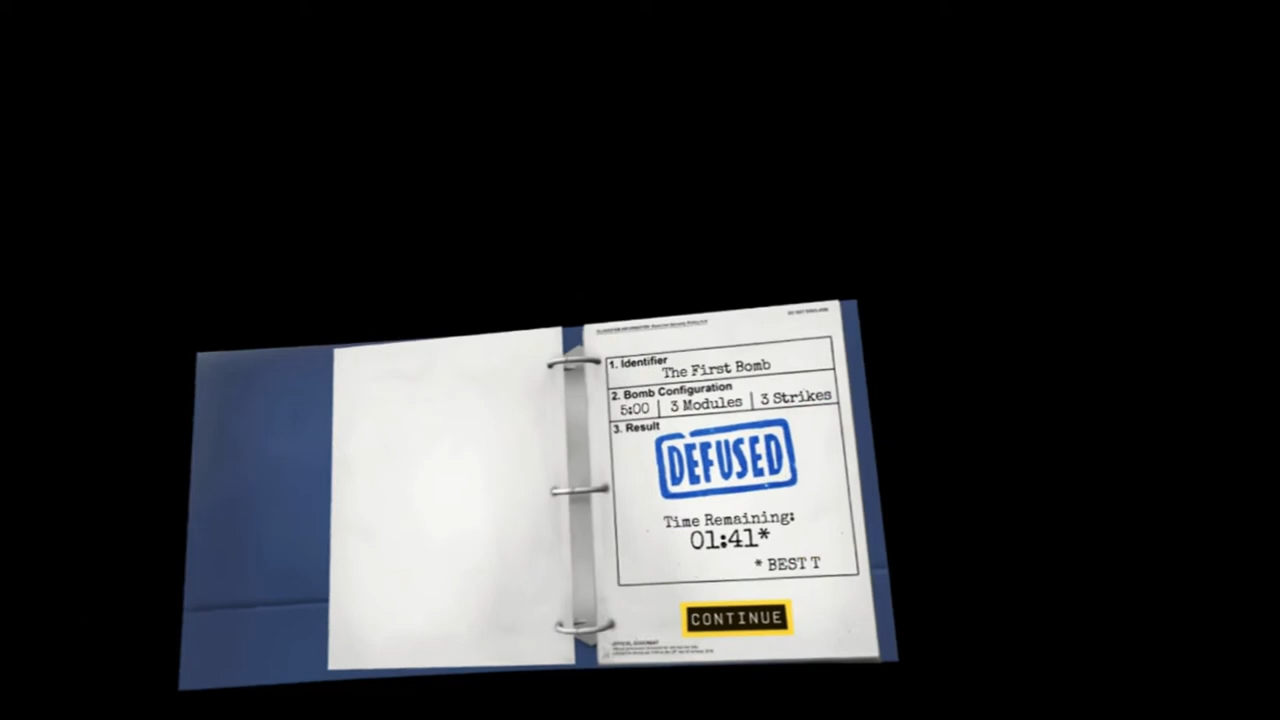 1. Identifier
The First Bomb
2. Bomb Configuration
5:00 | 3 Modules | 3 Strikes
3. Result
DEFUSED
Time Remaining:
01:41*
* BEST T
CONTINUE